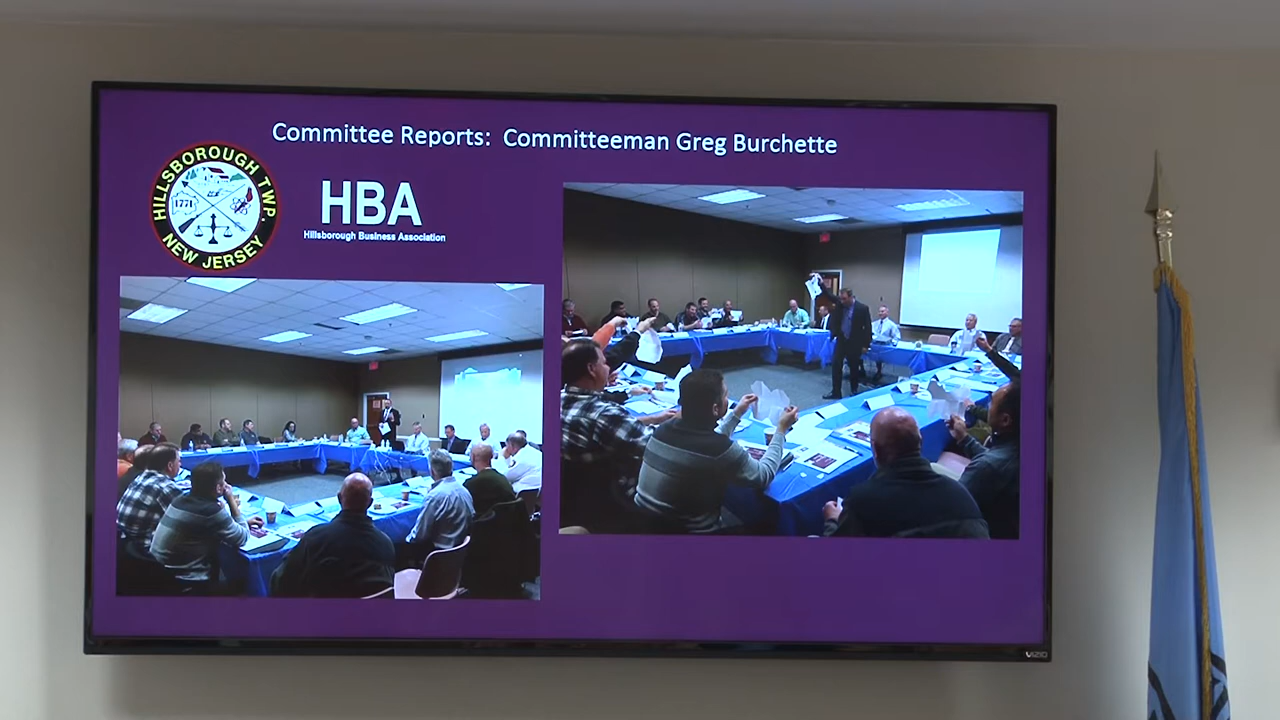 Committee Reports: Committeeman Greg Burchette
HILLSBOROUGH TWP.
1771
NEW JERSEY
HBA
Hillsborough Business Association
VIZIO